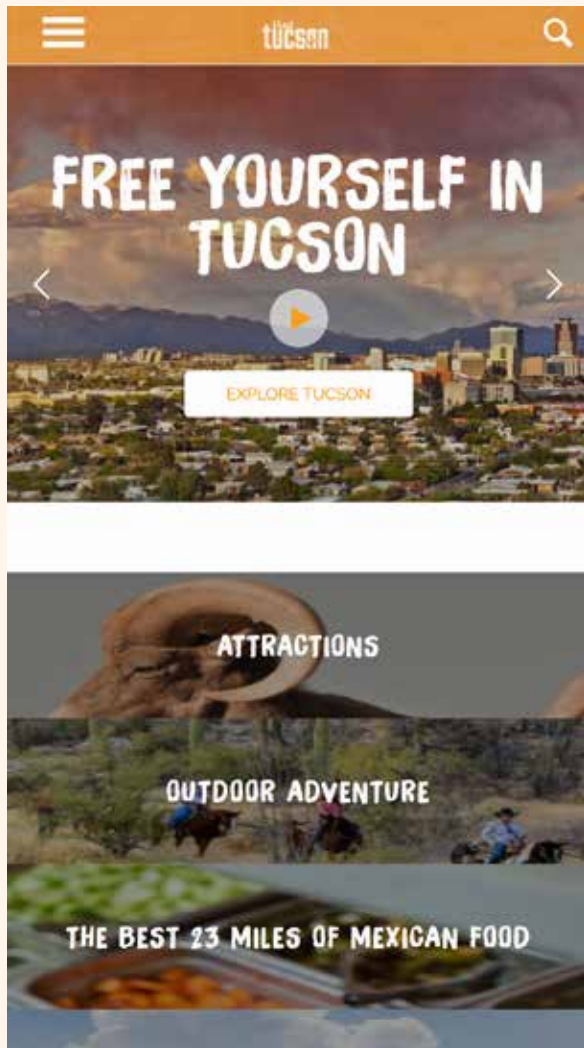 tucson
FREE YOURSELF IN
TUCSON
EXPLORE TUCSON
ATTRACTIONS
OUTDOOR ADVENTURE
THE BEST 23 MILES OF MEXICAN FOOD